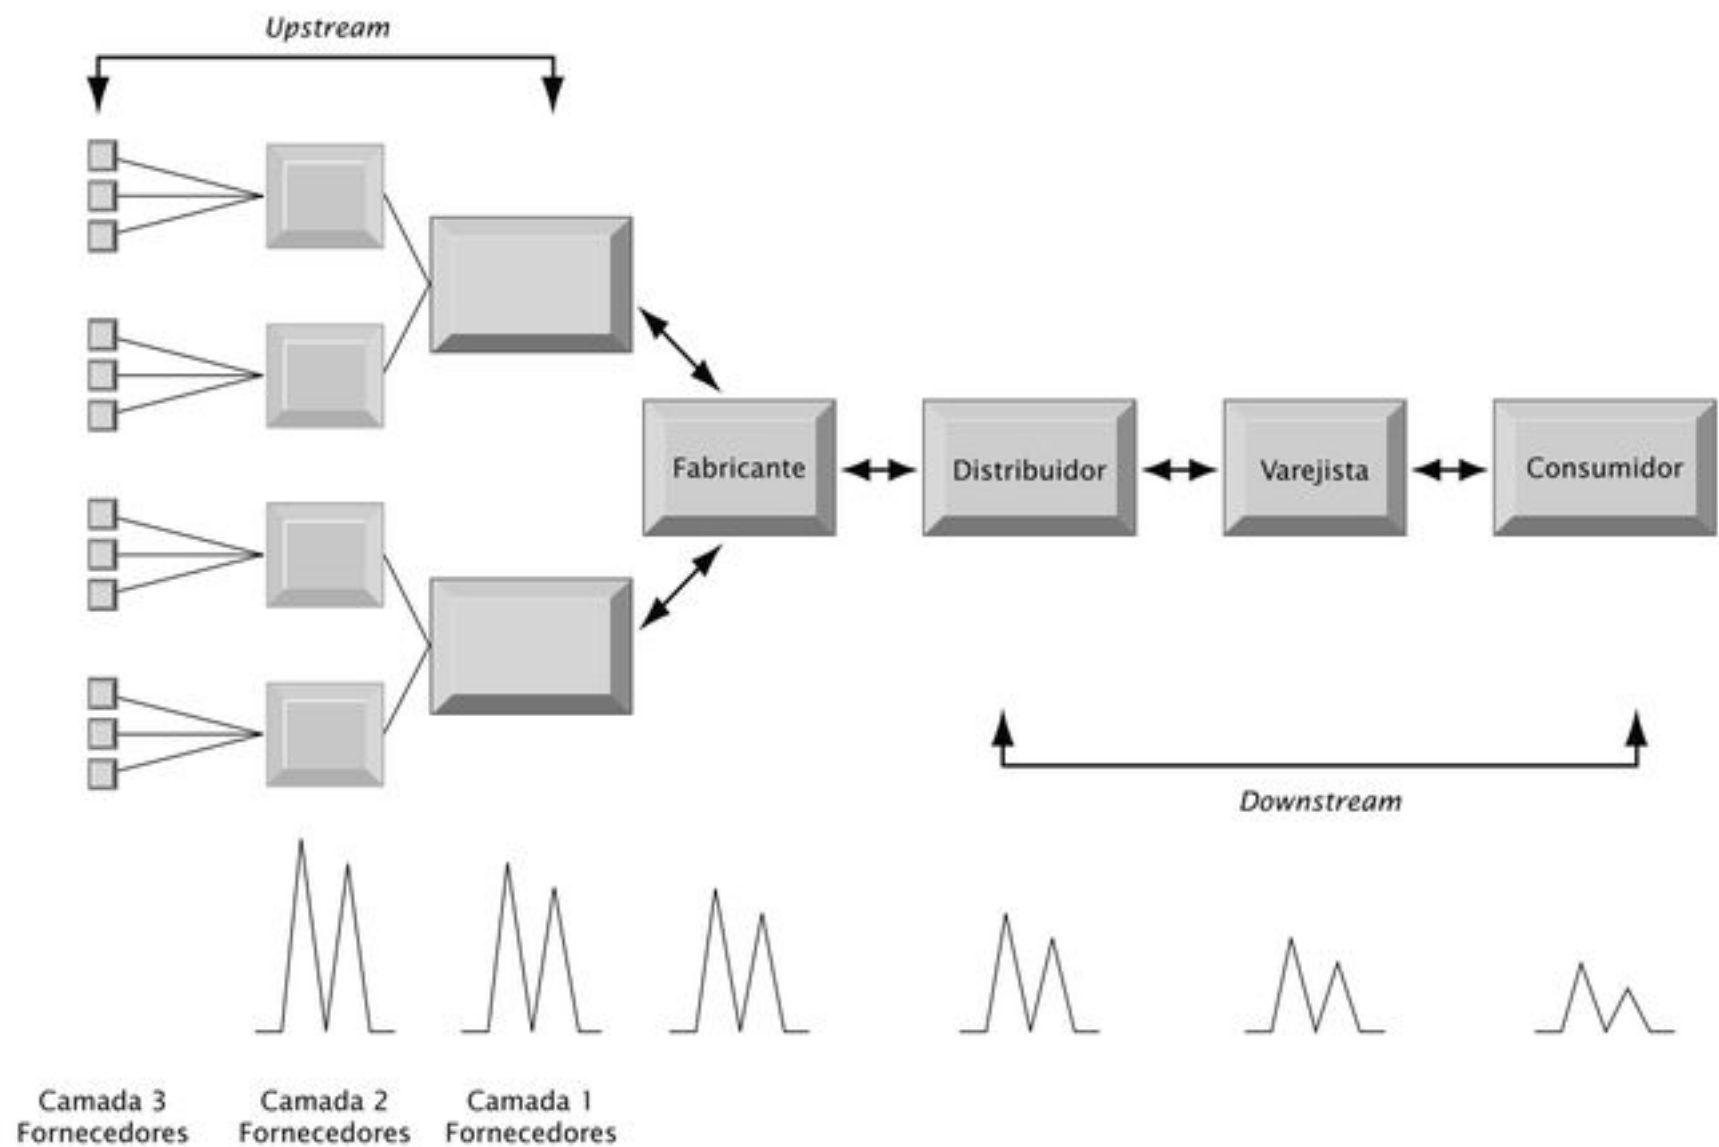 Upstream
Fabricante
Distribuidor
Varejista
Consumidor
Downstream
Camada 3
Fornecedores
Camada 2
Fornecedores
Camada 1
Fornecedores